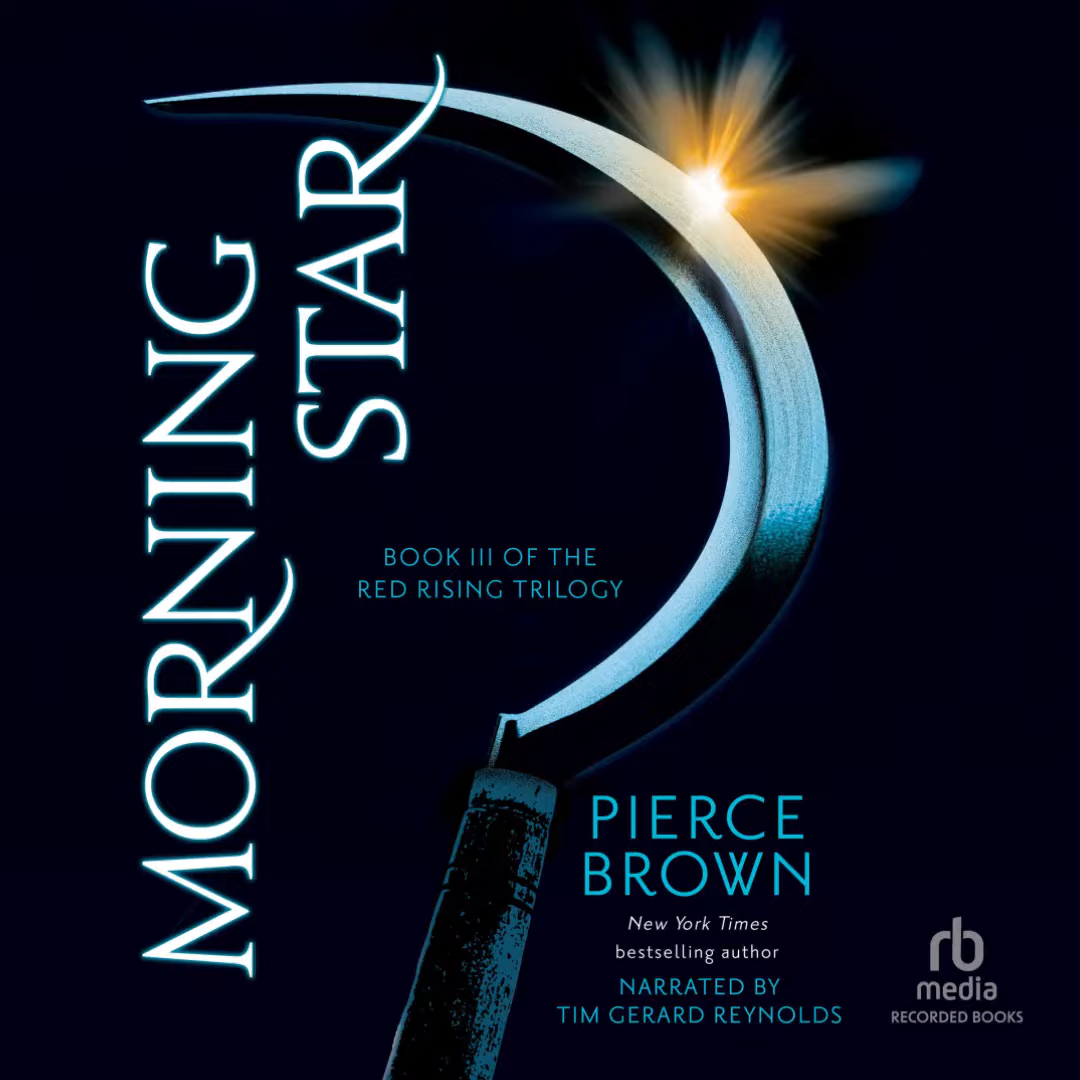 MORNING
STAR
BOOK III OF THE
RED RISING TRILOGY
PIERCE
BROWN
New York Times
bestselling author
NARRATED BY
TIM GERARD REYNOLDS
rb
media
RECORDED BOOKS